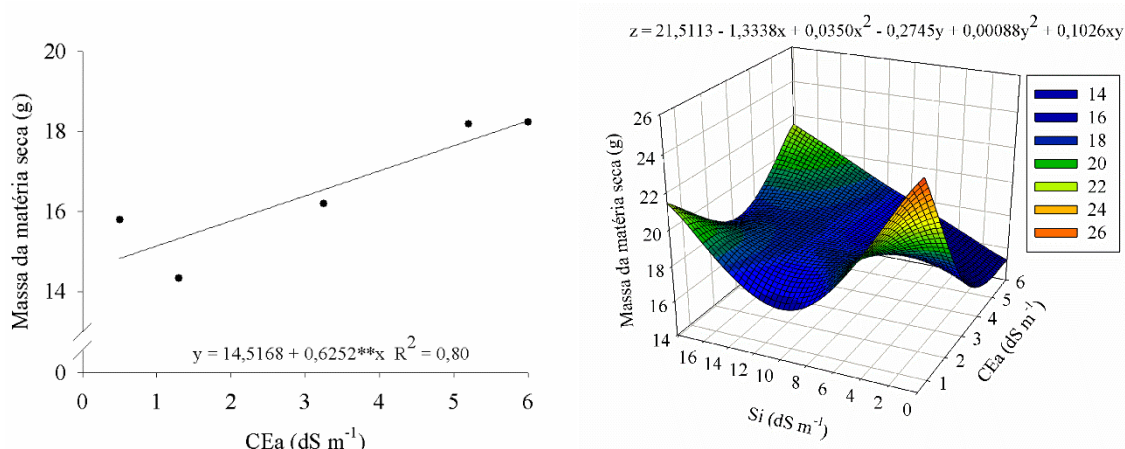 20
18
16
14
0
Massa da matéria seca (g)
y = 14,5168 + 0,6252**x R² = 0,80
0 1 2 3 4 5 6
CEa (dS m⁻¹)
z = 21,5113 - 1,3338x + 0,0350x² - 0,2745y + 0,00088y² + 0,1026xy
26
24
22
20
18
16
14
Massa da matéria seca (g)
16 14 12 10 8 6 4 2 0
Si (dS m⁻¹)
1 2 3 4 5 6
CEa (dS m⁻¹)
14
16
18
20
22
24
26